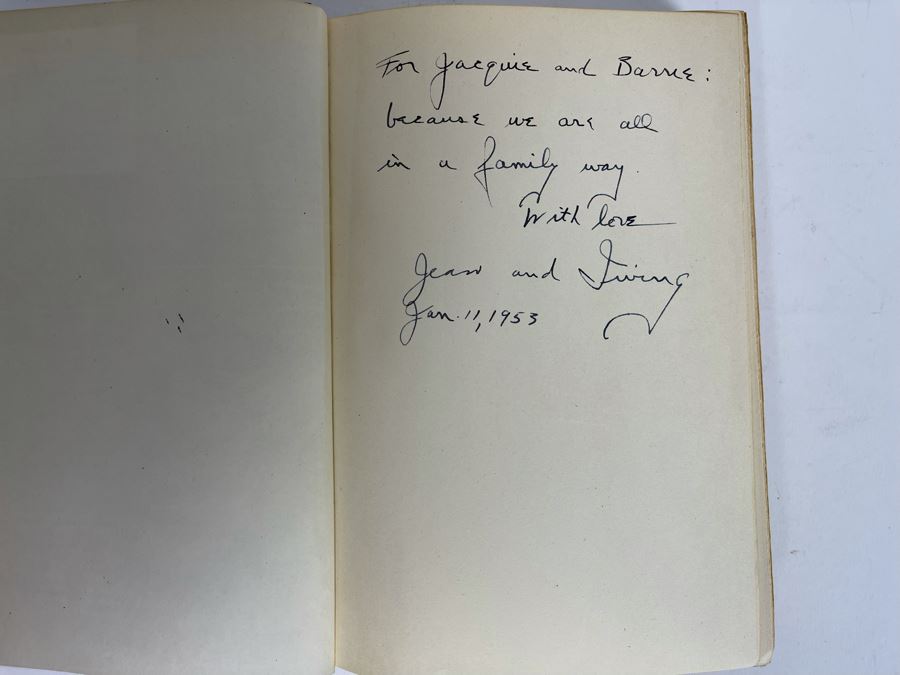 For Jacquie and Barrie:
because we are all
in a family way.
With love
Jean and Irving
Jan. 11, 1953